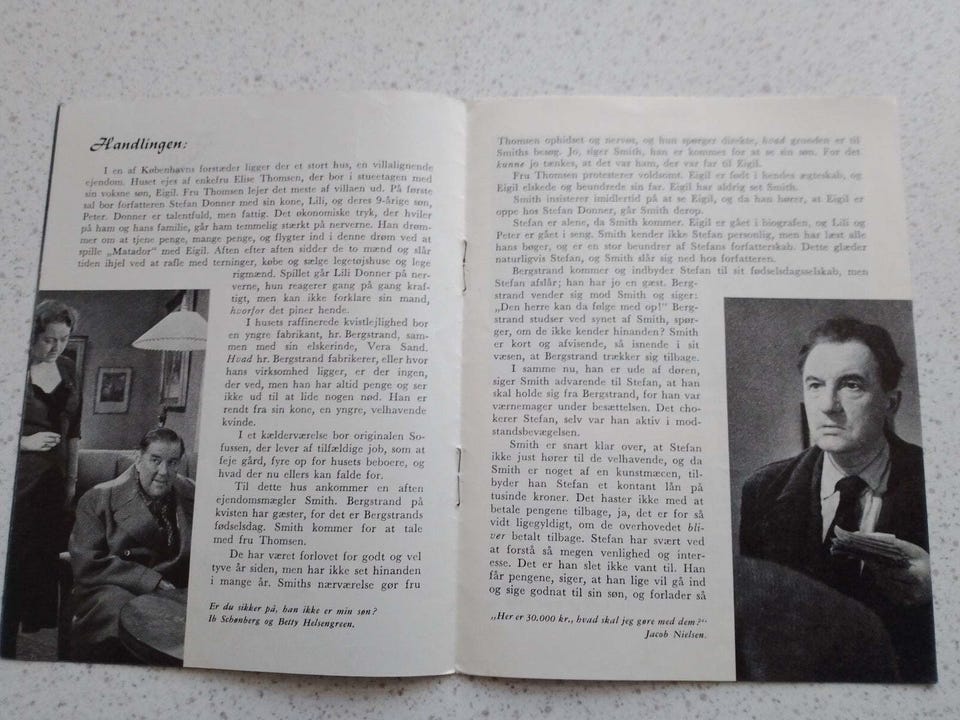 Handlingen:
I en af Københavns forstæder ligger der et stort hus, en villalignende
ejendom. Huset ejes af enkefru Elise Thomsen, der bor i stueetagen med
sin voksne søn, Eigil. Fru Thomsen lejer det meste af villaen ud. På første
sal bor forfatteren Stefan Donner med sin kone, Lili, og deres 9-årige søn,
Peter. Donner er talentfuld, men fattig. Det økonomiske tryk, der hviler
på ham og hans familie, går ham temmelig stærkt på nerverne. Han drøm-
mer om at tjene penge, mange penge, og flygter ind i denne drøm ved at
spille „Matador" med Eigil. Aften efter aften sidder de to mænd og slår
tiden ihjel ved at rafle med terninger, købe og sælge legetøjshuse og lege
rigmænd. Spillet går Lili Donner på ner-
verne, hun reagerer gang på gang kraf-
tigt, men kan ikke forklare sin mand,
hvorfor det piner hende.
I husets raffinerede kvistlejlighed bor
en yngre fabrikant, hr. Bergstrand, sam-
men med sin elskerinde, Vera Sand.
Hvad hr. Bergstrand fabrikerer, eller hvor
hans virksomhed ligger, er der ingen,
der ved, men han har altid penge og ser
ikke ud til at lide nogen nød. Han er
rendt fra sin kone, en yngre, velhavende
kvinde.
I et kælderværelse bor originalen So-
fussen, der lever af tilfældige job, som at
feje gård, fyre op for husets beboere, og
hvad der nu ellers kan falde for.
Til dette hus ankommer en aften
ejendomsmægler Smith. Bergstrand på
kvisten har gæster, for det er Bergstrands
fødselsdag. Smith kommer for at tale
med fru Thomsen.
De har været forlovet for godt og vel
tyve år siden, men har ikke set hinanden
i mange år. Smiths nærværelse gør fru
Er du sikker på, han ikke er min søn?
Ib Schønberg og Betty Helsengreen.
Thomsen ophidset og nervøs, og hun spørger direkte, hvad grunden er til
Smiths besøg. Jo, siger Smith, han er kommet for at se sin søn. For det
kunne jo tænkes, at det var ham, der var far til Eigil.
Fru Thomsen protesterer voldsomt. Eigil er født i hendes ægteskab, og
Eigil elskede og beundrede sin far. Eigil har aldrig set Smith.
Smith insisterer imidlertid på at se Eigil, og da han hører, at Eigil er
oppe hos Stefan Donner, går Smith derop.
Stefan er alene, da Smith kommer. Eigil er gået i biografen, og Lili og
Peter er gået i seng. Smith kender ikke Stefan personlig, men har læst alle
hans bøger, og er en stor beundrer af Stefans forfatterskab. Dette glæder
naturligvis Stefan, og Smith slår sig ned hos forfatteren.
Bergstrand kommer og indbyder Stefan til sit fødselsdagsselskab, men
Stefan afslår; han har jo en gæst. Berg-
strand vender sig mod Smith og siger:
„Den herre kan da følge med op!" Berg-
strand studser ved synet af Smith, spør-
ger, om de ikke kender hinanden? Smith
er kort og afvisende, så isnende i sit
væsen, at Bergstrand trækker sig tilbage.
I samme nu, han er ude af døren,
siger Smith advarende til Stefan, at han
skal holde sig fra Bergstrand, for han var
værnemager under besættelsen. Det cho-
kerer Stefan, selv var han aktiv i mod-
standsbevægelsen.
Smith er snart klar over, at Stefan
ikke just hører til de velhavende, og da
Smith er noget af en kunstmæcen, til-
byder han Stefan et kontant lån på
tusinde kroner. Det haster ikke med at
betale pengene tilbage, ja, det er for så
vidt ligegyldigt, om de overhovedet bli-
ver betalt tilbage. Stefan har svært ved
at forstå så megen venlighed og inter-
esse. Det er han slet ikke vant til. Han
får pengene, siger, at han lige vil gå ind
og sige godnat til sin søn, og forlader så
„Her er 30.000 kr., hvad skal jeg gøre med dem?"
Jacob Nielsen.